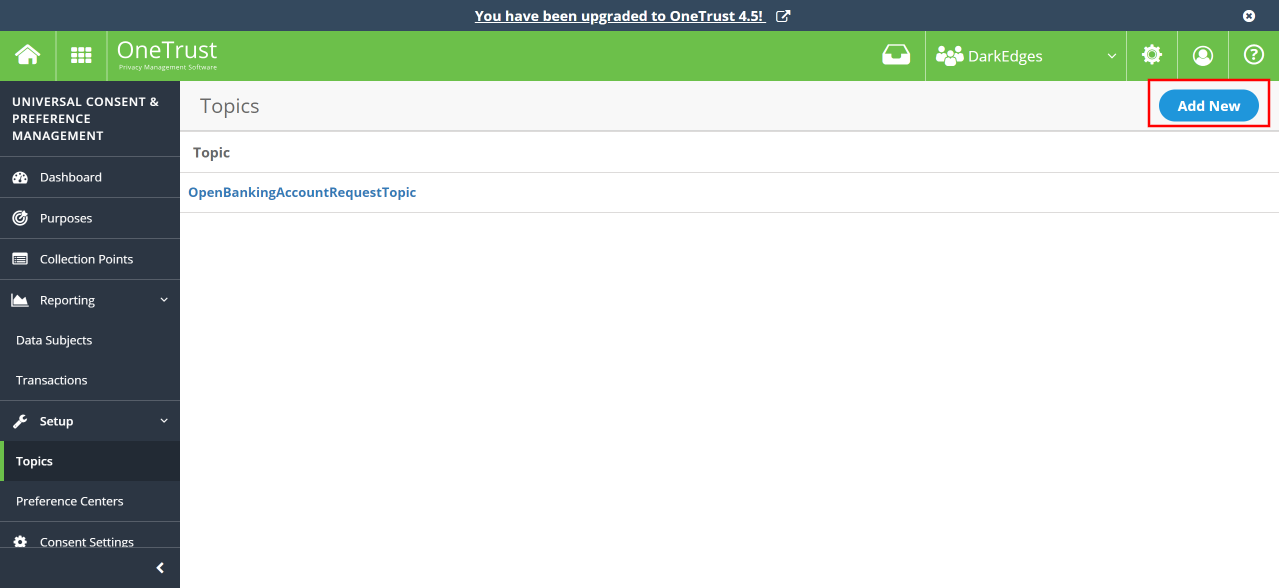 You have been upgraded to OneTrust 4.5!
OneTrust
Privacy Management Software
DarkEdges
UNIVERSAL CONSENT &
PREFERENCE
MANAGEMENT
Topics
Add New
Topic
OpenBankingAccountRequestTopic
Dashboard
Purposes
Collection Points
Reporting
Data Subjects
Transactions
Setup
Topics
Preference Centers
Consent Settings